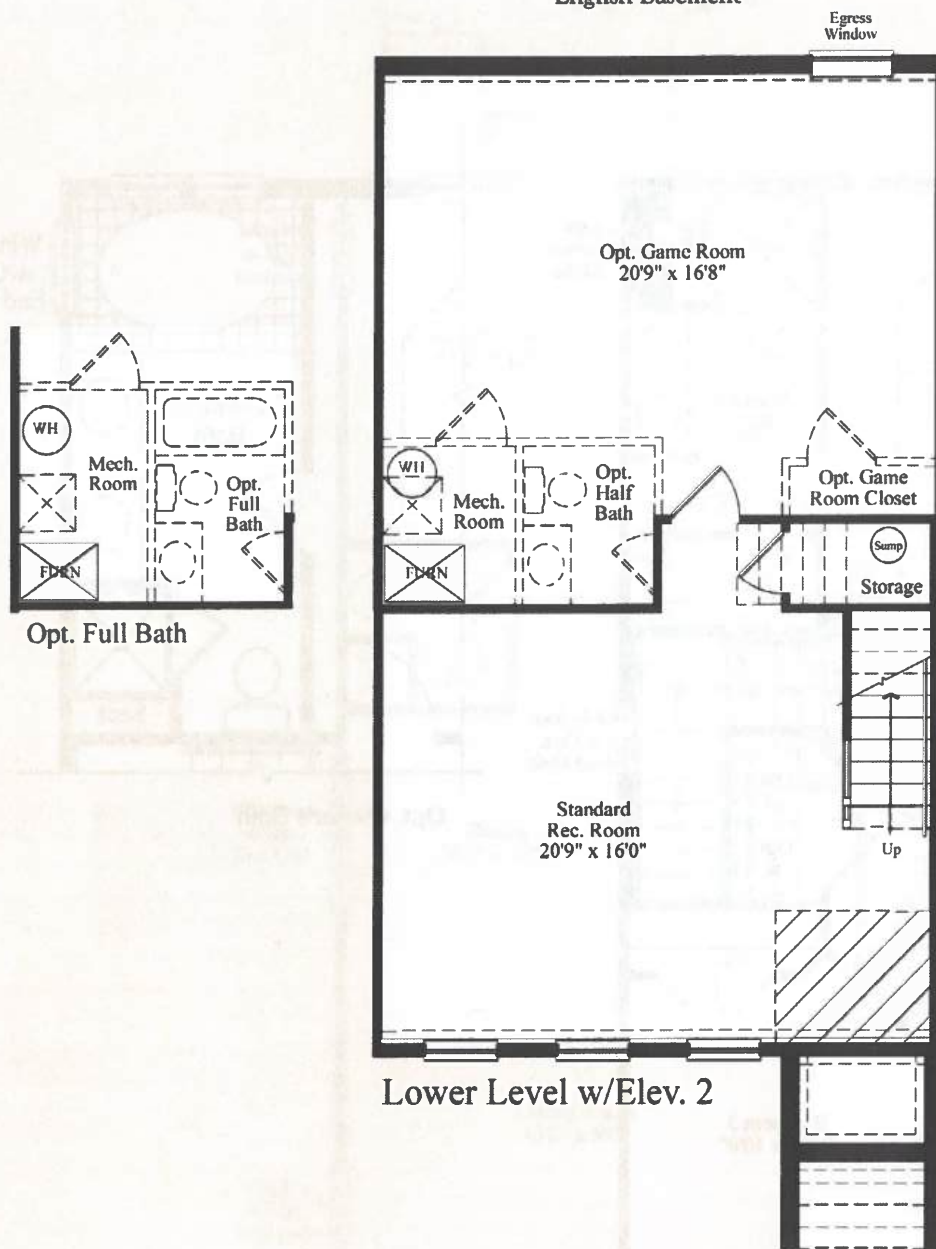 English Basement
Egress
Window
Opt. Game Room
20'9" x 16'8"
WH
Mech.
Room
Opt.
Full
Bath
FURN
Opt. Full Bath
WH
Mech.
Room
Opt.
Half
Bath
FURN
Opt. Game
Room Closet
Sump
Storage
Standard
Rec. Room
20'9" x 16'0"
Up
Lower Level w/Elev. 2